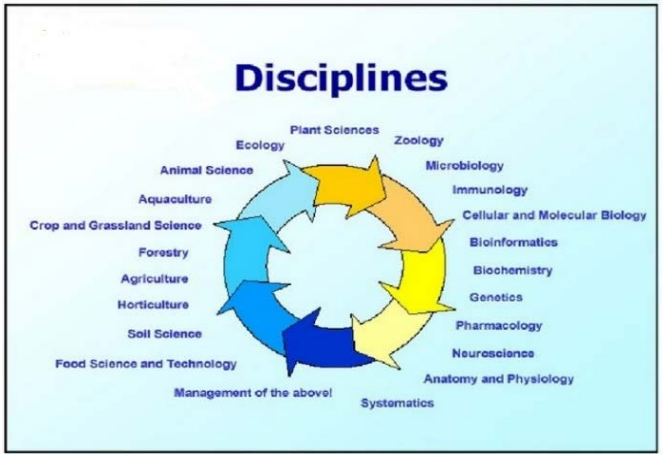 Disciplines
Plant Sciences
Zoology
Microbiology
Immunology
Cellular and Molecular Biology
Bioinformatics
Biochemistry
Genetics
Pharmacology
Neuroscience
Anatomy and Physiology
Systematics
Management of the above!
Food Science and Technology
Soil Science
Horticulture
Agriculture
Forestry
Crop and Grassland Science
Aquaculture
Animal Science
Ecology